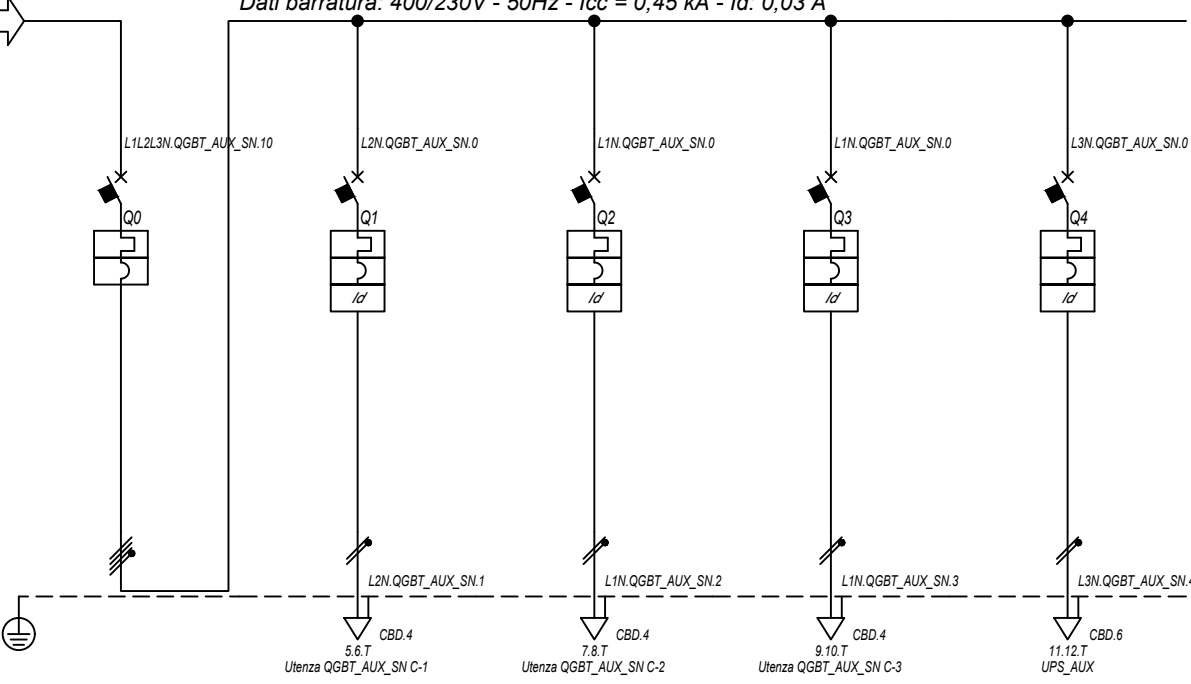 Dati barratura: 400/230V - 50Hz - Icc = 0,45 kA - Id: 0,03 A
L1L2L3N.QGBT_AUX_SN.10
L2N.QGBT_AUX_SN.0
L1N.QGBT_AUX_SN.0
L1N.QGBT_AUX_SN.0
L3N.QGBT_AUX_SN.0
Q0
Q1
Q2
Q3
Q4
Id
Id
Id
Id
L2N.QGBT_AUX_SN.1
L1N.QGBT_AUX_SN.2
L1N.QGBT_AUX_SN.3
L3N.QGBT_AUX_SN.4
CBD.4
CBD.4
CBD.4
CBD.6
5.6.T
7.8.T
9.10.T
11.12.T
Utenza QGBT_AUX_SN C-1
Utenza QGBT_AUX_SN C-2
Utenza QGBT_AUX_SN C-3
UPS_AUX